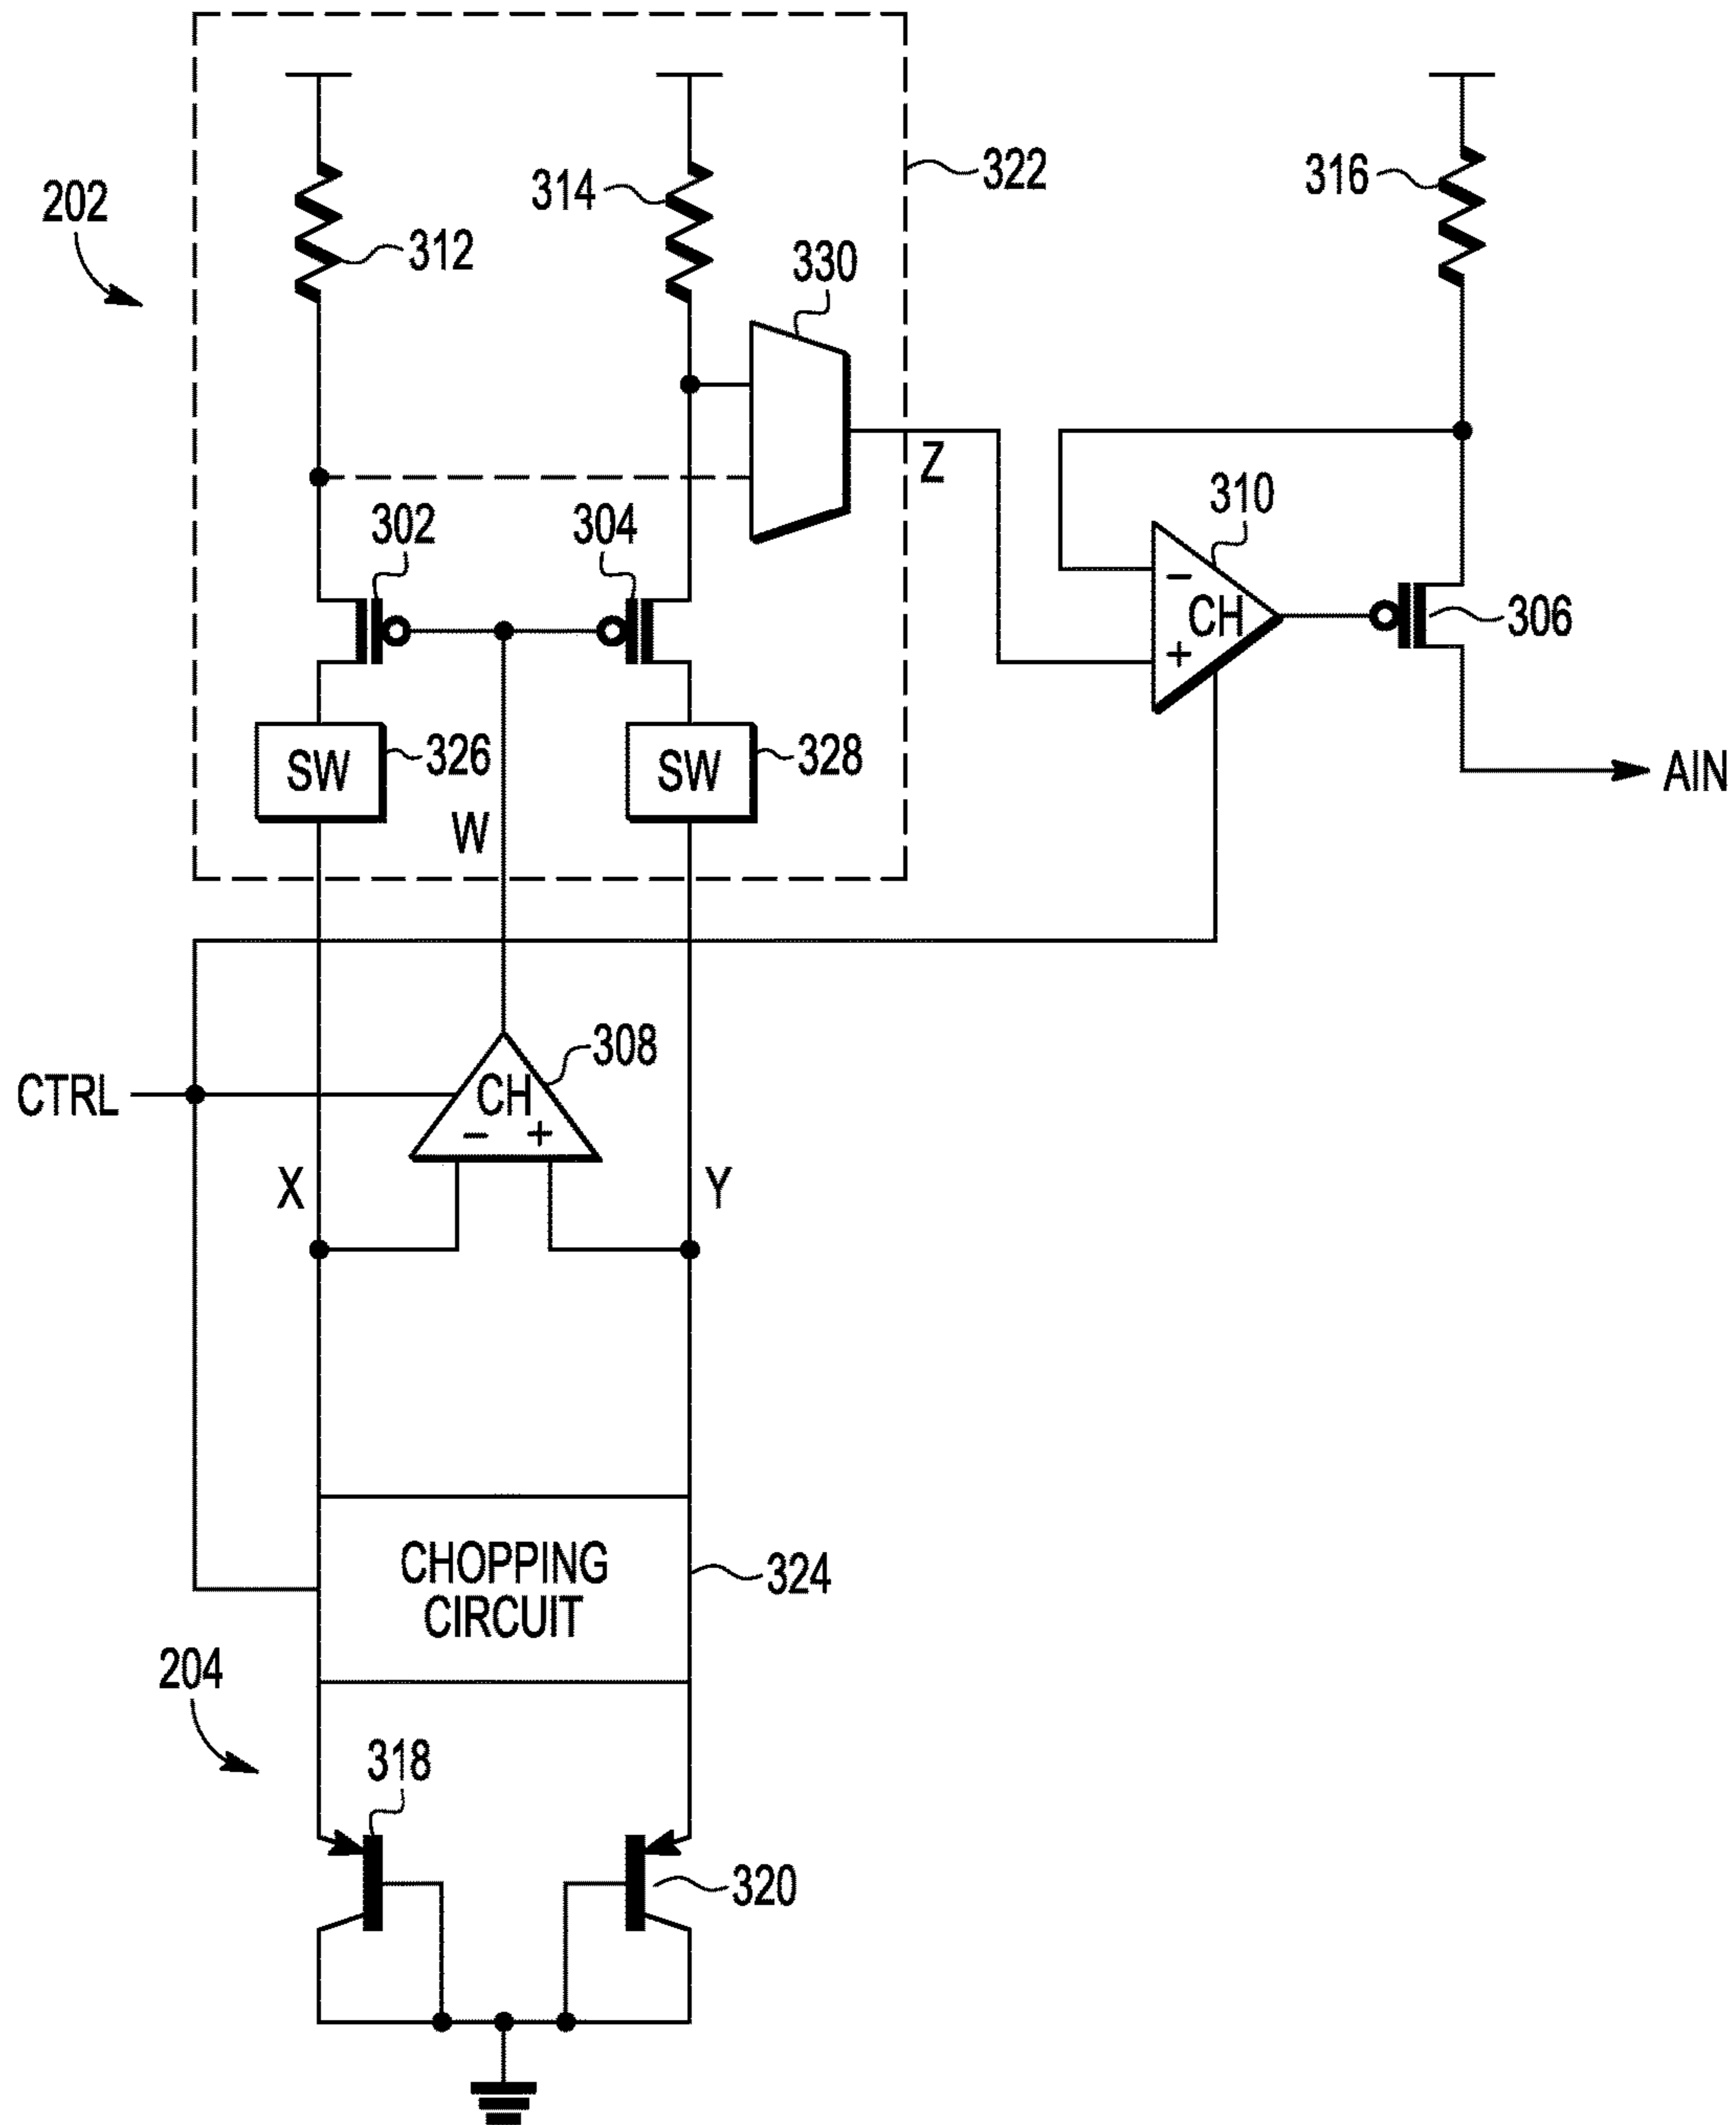 322
314
316
202
312
330
Z
310
302
304
-
CH
+
306
SW
326
SW
328
AIN
W
308
CH
CTRL
- +
X
Y
CHOPPING
CIRCUIT
324
204
318
320